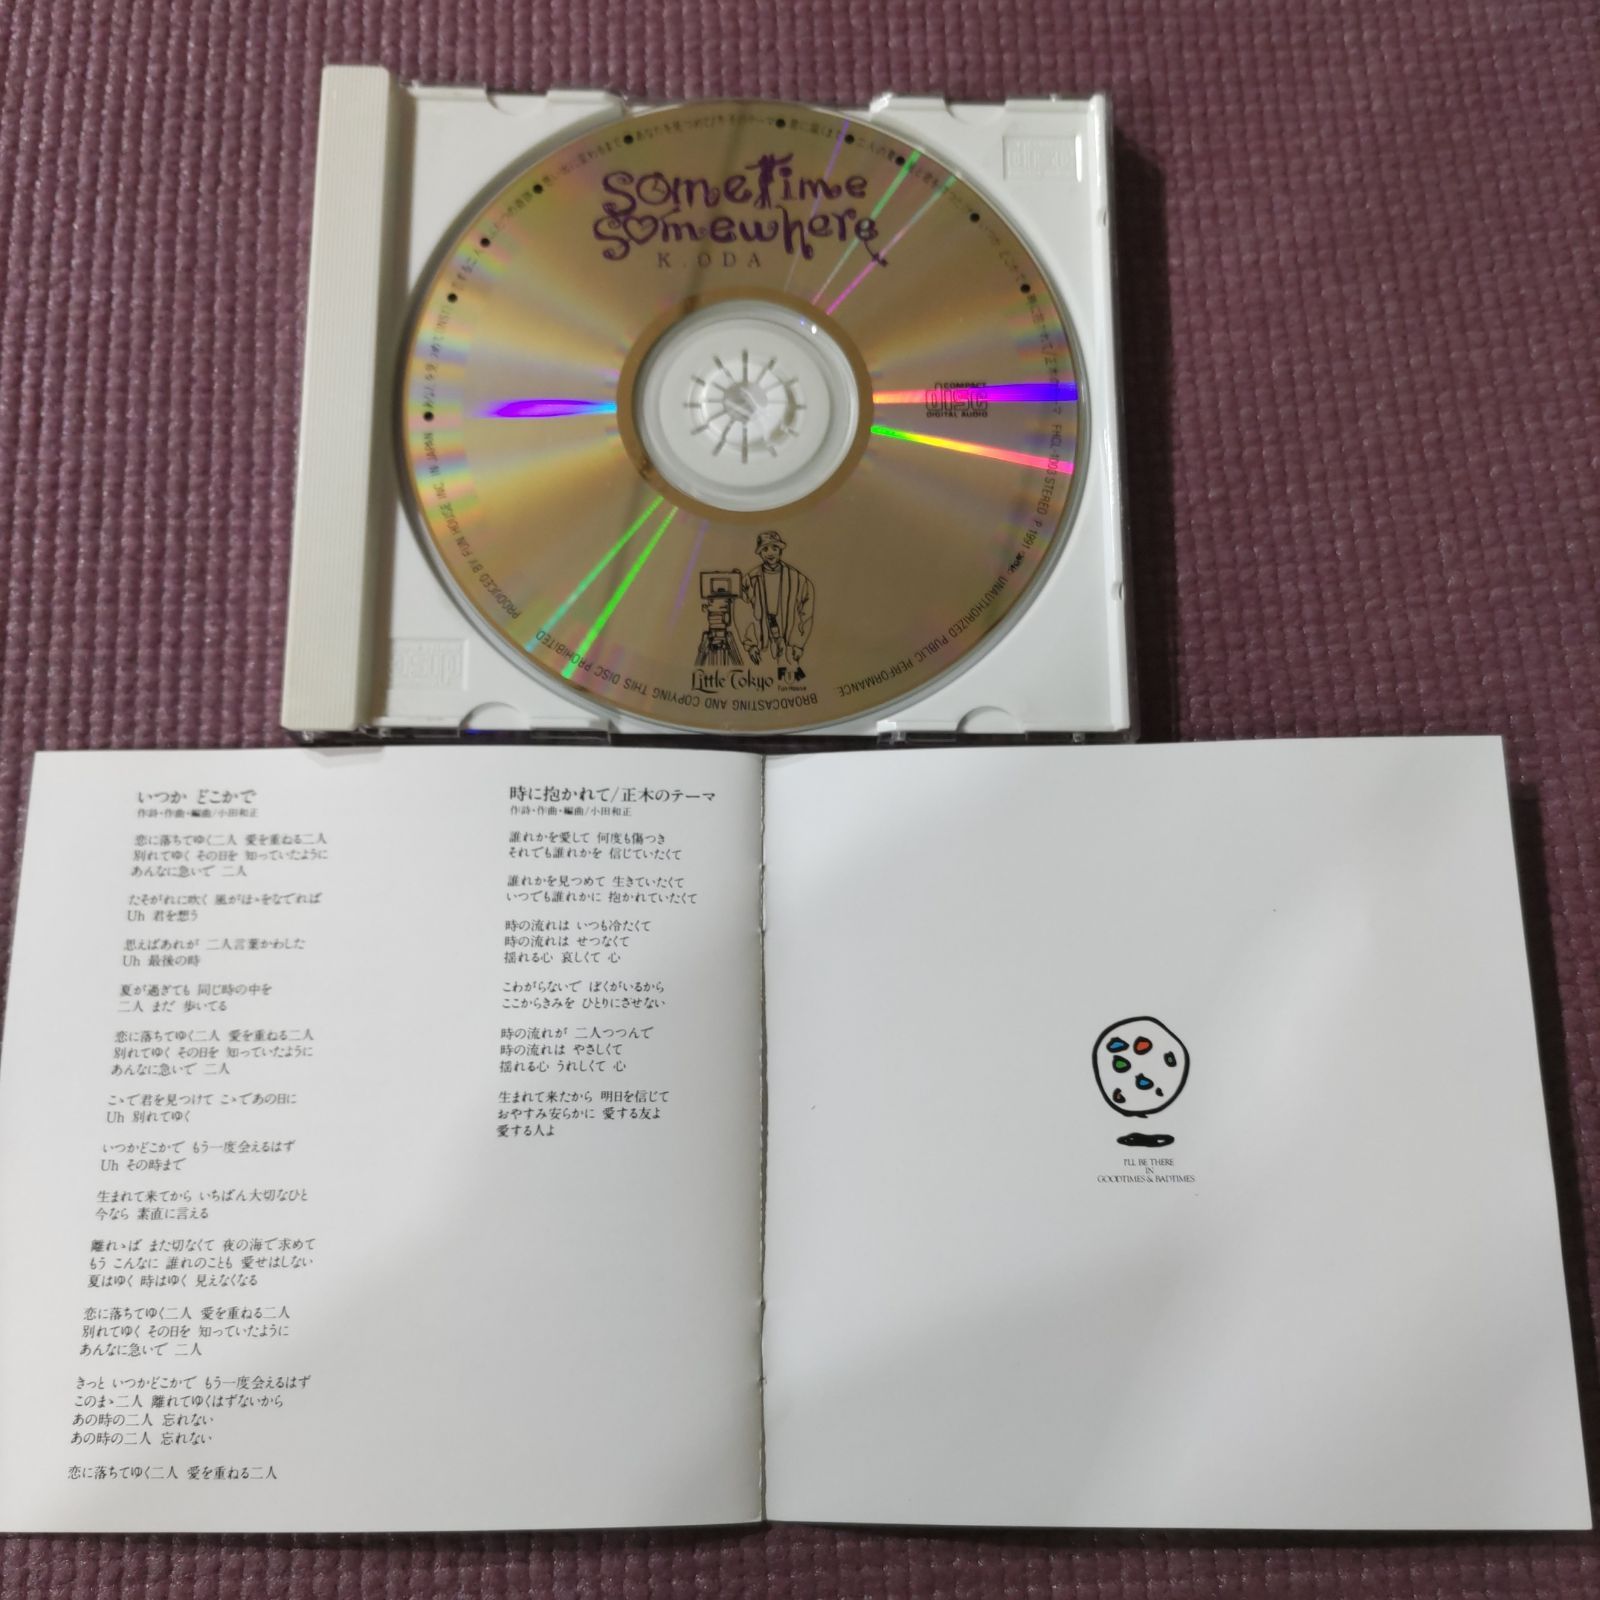 sometime
somewhere
K.ODA
COMPACT
disc
DIGITAL AUDIO
FHCL-1003 STEREO P 1991
UNAUTHORIZED PUBLIC PERFORMANCE.
BROADCASTING AND COPYING THIS DISC PROHIBITED
PRODUCED BY FUN HOUSE INC. IN JAPAN
Little Tokyo
Fun House
いつか どこかで
作詩・作曲・編曲/小田和正
恋に落ちてゆく二人 愛を重ねる二人
別れてゆく その日を 知っていたように
あんなに急いで 二人
たそがれに吹く 風がほゝをなでれば
Uh 君を想う
思えばあれが 二人言葉かわした
Uh 最後の時
夏が過ぎても 同じ時の中を
二人 まだ 歩いてる
恋に落ちてゆく二人 愛を重ねる二人
別れてゆく その日を 知っていたように
あんなに急いで 二人
こゝで君を見つけて こゝであの日に
Uh 別れてゆく
いつかどこかで もう一度会えるはず
Uh その時まで
生まれて来てから いちばん大切なひと
今なら 素直に言える
離れゝば また切なくて 夜の海で求めて
もう こんなに 誰れのことも 愛せはしない
夏はゆく 時はゆく 見えなくなる
恋に落ちてゆく二人 愛を重ねる二人
別れてゆく その日を 知っていたように
あんなに急いで 二人
きっと いつかどこかで もう一度会えるはず
このまゝ二人 離れてゆくはずないから
あの時の二人 忘れない
あの時の二人 忘れない
恋に落ちてゆく二人 愛を重ねる二人
時に抱かれて/正木のテーマ
作詩・作曲・編曲/小田和正
誰れかを愛して 何度も傷つき
それでも誰れかを 信じていたくて
誰れかを見つめて 生きていたくて
いつでも誰れかに 抱かれていたくて
時の流れは いつも冷たくて
時の流れは せつなくて
揺れる心 哀しくて 心
こわがらないで ぼくがいるから
ここからきみを ひとりにさせない
時の流れが 二人つつんで
時の流れは やさしくて
揺れる心 うれしくて 心
生まれて来たから 明日を信じて
おやすみ安らかに 愛する友よ
愛する人よ
I'LL BE THERE
IN
GOODTIMES & BADTIMES